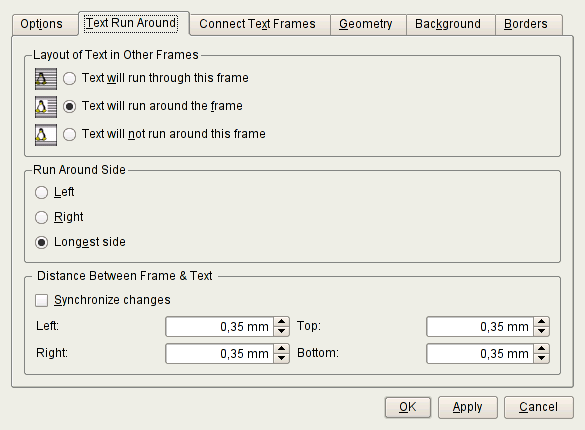 Options Text Run Around Connect Text Frames Geometry Background Borders
Layout of Text in Other Frames
Text will run through this frame
Text will run around the frame
Text will not run around this frame
Run Around Side
Left
Right
Longest side
Distance Between Frame & Text
Synchronize changes
Left: 0,35 mm Top: 0,35 mm
Right: 0,35 mm Bottom: 0,35 mm
OK Apply Cancel